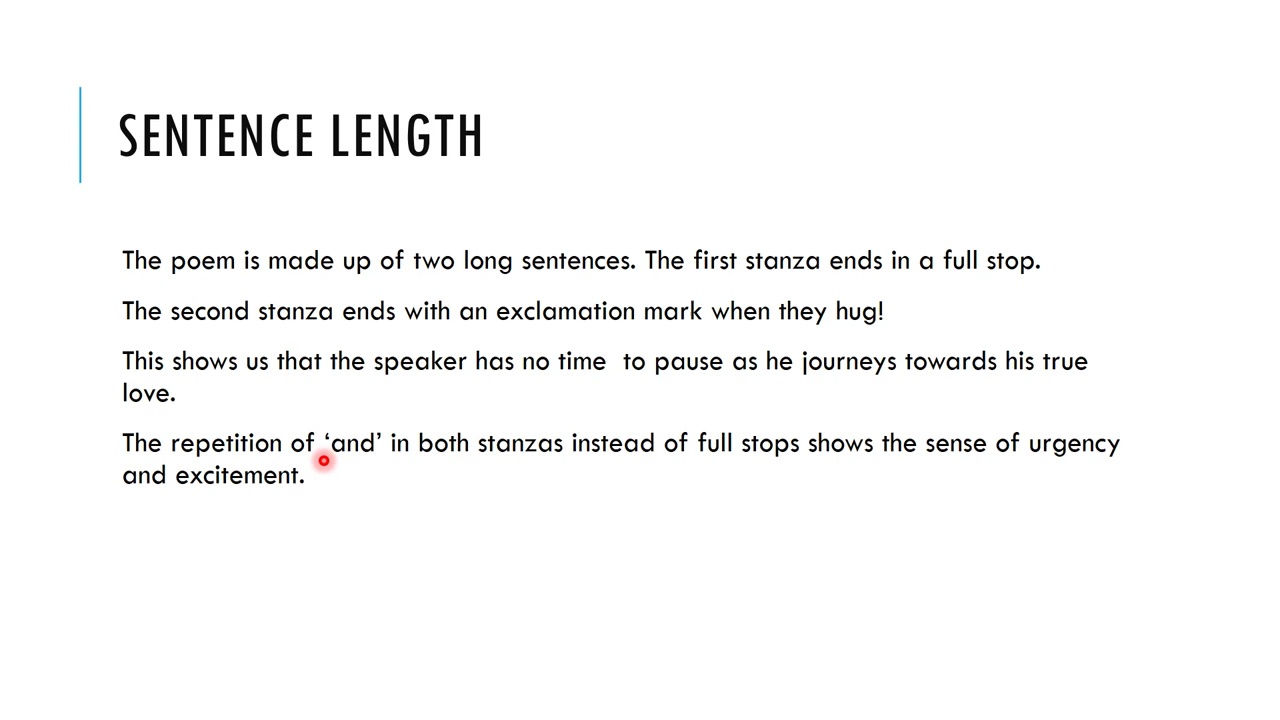 SENTENCE LENGTH
The poem is made up of two long sentences. The first stanza ends in a full stop.
The second stanza ends with an exclamation mark when they hug!
This shows us that the speaker has no time  to pause as he journeys towards his true
love.
The repetition of ‘and’ in both stanzas instead of full stops shows the sense of urgency
and excitement.